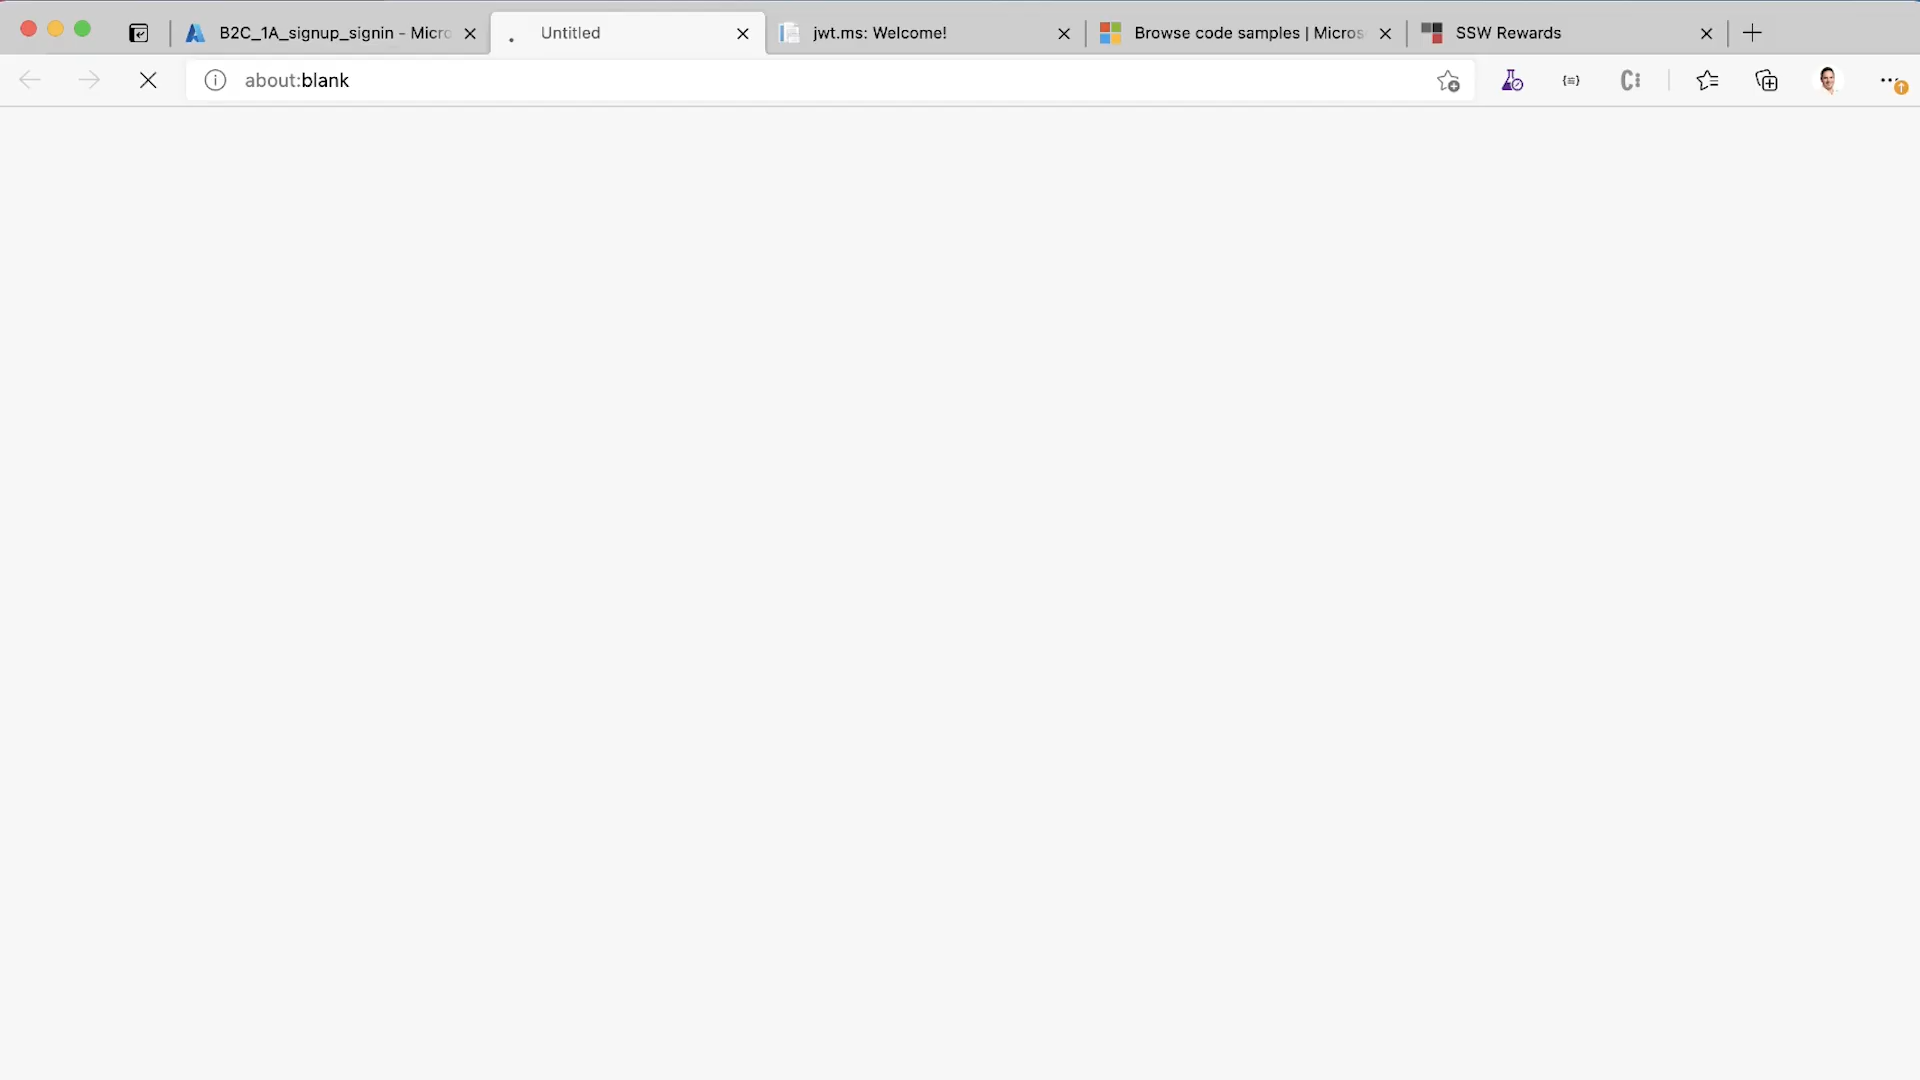 B2C_1A_signup_signin - Micro
Untitled
jwt.ms: Welcome!
Browse code samples | Micros
SSW Rewards
about:blank